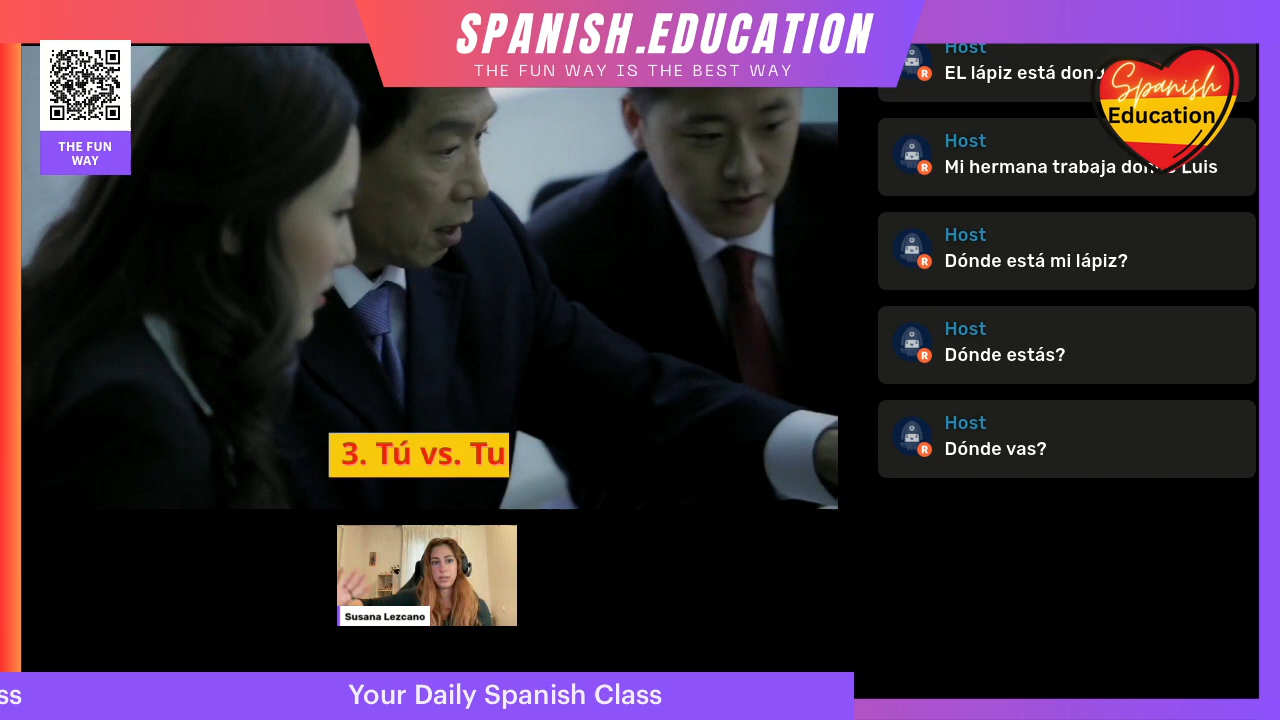 SPANISH.EDUCATION
THE FUN WAY IS THE BEST WAY
THE FUN
WAY
Host
EL lápiz está
Spanish
Education
Host
Mi hermana trabaja Luis
Host
Dónde está mi lápiz?
Host
Dónde estás?
Host
Dónde vas?
3. Tú vs. Tu
Susana Lezcano
ss
Your Daily Spanish Class